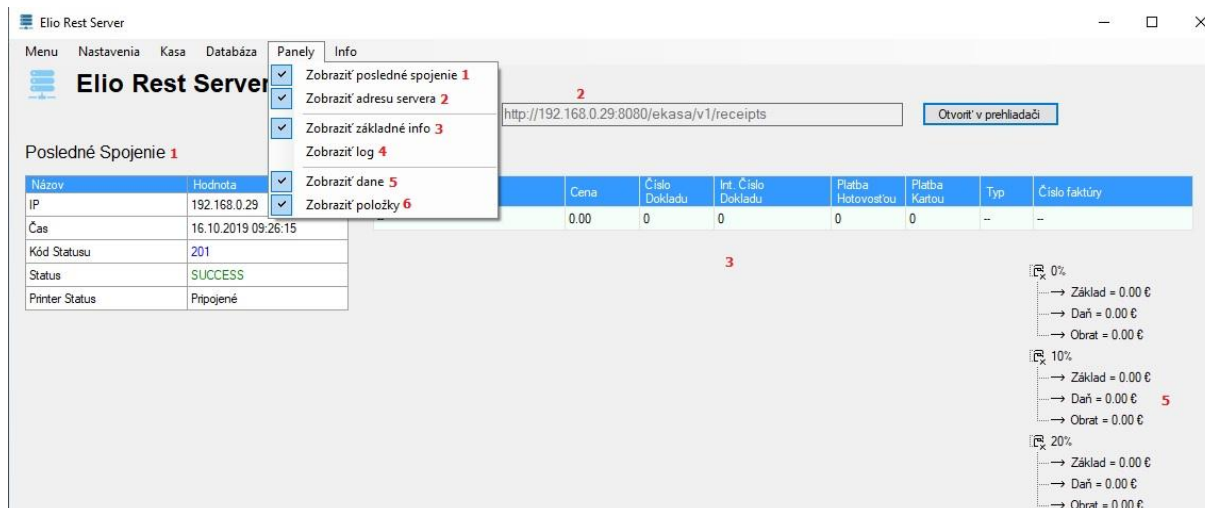 Elio Rest Server
Menu Nastavenia Kasa Databáza Panely Info
Elio Rest Server
Zobraziť posledné spojenie 1
Zobraziť adresu servera 2
Zobraziť základné info 3
Zobraziť log 4
Zobraziť dane 5
Zobraziť položky 6
2
http://192.168.0.29:8080/ekasa/v1/receipts
Otvoriť v prehliadači
Posledné Spojenie 1
Názov Hodnota
IP 192.168.0.29
Čas 16.10.2019 09:26:15
Kód Statusu 201
Status SUCCESS
Printer Status Pripojené
Cena Číslo Dokladu Int. Číslo Dokladu Platba Hotovosťou Platba Kartou Typ Číslo faktúry
-- 0.00 0 0 0 0 -- --
3
0%
Základ = 0.00 €
Daň = 0.00 €
Obrat = 0.00 €
10%
Základ = 0.00 €
Daň = 0.00 € 5
Obrat = 0.00 €
20%
Základ = 0.00 €
Daň = 0.00 €
Obrat = 0.00 €